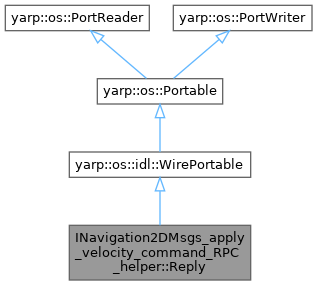 yarp::os::PortReader
yarp::os::PortWriter
yarp::os::Portable
yarp::os::idl::WirePortable
INavigation2DMsgs_apply
_velocity_command_RPC
_helper::Reply